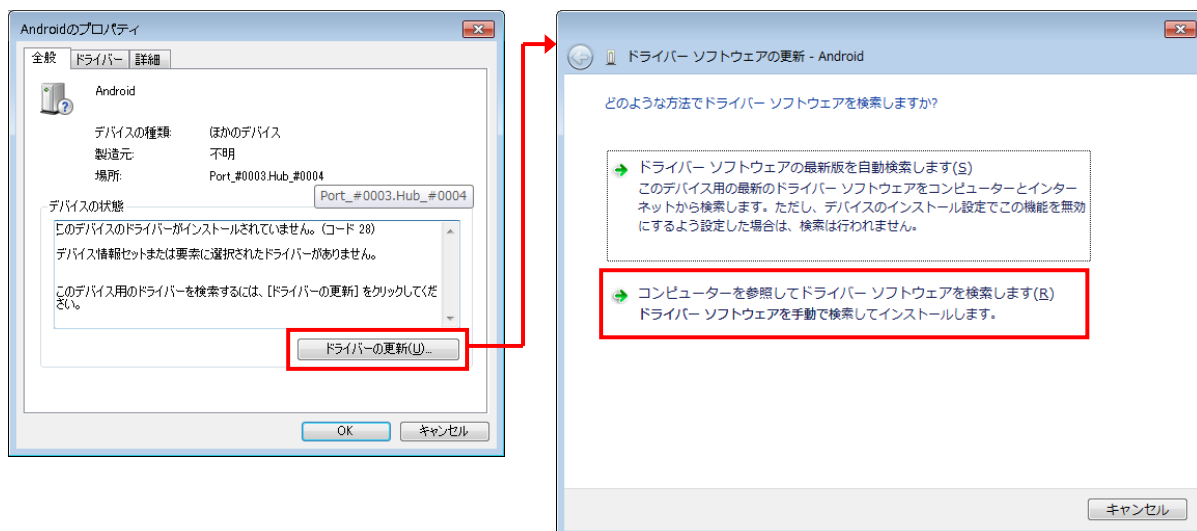 Androidのプロパティ
全般
ドライバー
詳細
Android
デバイスの種類:
ほかのデバイス
製造元:
不明
場所:
Port_#0003.Hub_#0004
Port_#0003.Hub_#0004
デバイスの状態
このデバイスのドライバーがインストールされていません。(コード 28)
デバイス情報セットまたは要素に選択されたドライバーがありません。
このデバイス用のドライバーを検索するには、[ドライバーの更新] をクリックしてくだ
さい。
ドライバーの更新(U)...
OK
キャンセル
ドライバー ソフトウェアの更新 - Android
どのような方法でドライバー ソフトウェアを検索しますか?
ドライバー ソフトウェアの最新版を自動検索します(S)
このデバイス用の最新のドライバー ソフトウェアをコンピューターとインター
ネットから検索します。ただし、デバイスのインストール設定でこの機能を無効
にするよう設定した場合は、検索は行われません。
コンピューターを参照してドライバー ソフトウェアを検索します(R)
ドライバー ソフトウェアを手動で検索してインストールします。
キャンセル